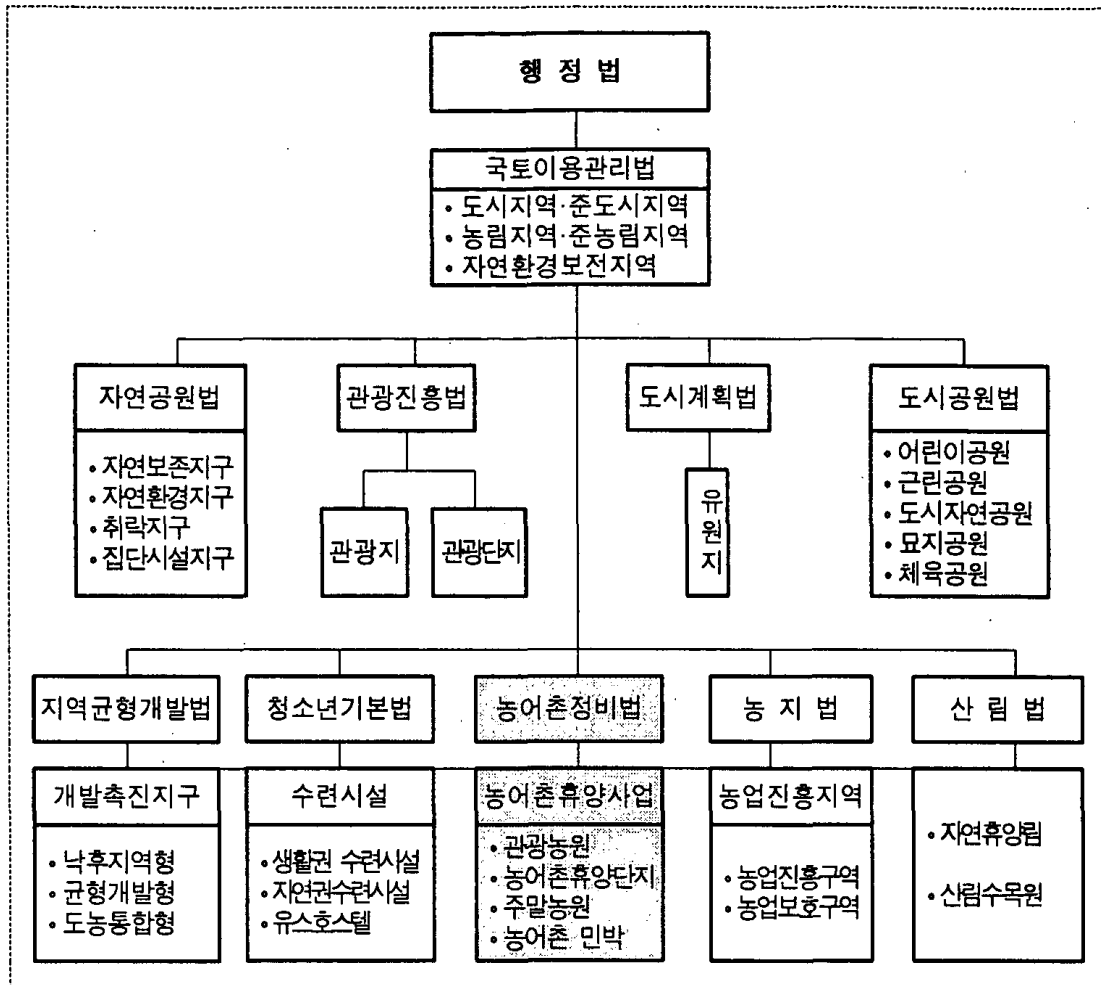 행 정 법
국토이용관리법
• 도시지역·준도시지역
• 농림지역·준농림지역
• 자연환경보전지역
자연공원법
• 자연보존지구
• 자연환경지구
• 취락지구
• 집단시설지구
관광진흥법
관광지
관광단지
도시계획법
유원지
도시공원법
• 어린이공원
• 근린공원
• 도시자연공원
• 묘지공원
• 체육공원
지역균형개발법
개발촉진지구
• 낙후지역형
• 균형개발형
• 도농통합형
청소년기본법
수련시설
• 생활권 수련시설
• 자연권수련시설
• 유스호스텔
농어촌정비법
농어촌휴양사업
• 관광농원
• 농어촌휴양단지
• 주말농원
• 농어촌 민박
농 지 법
농업진흥지역
• 농업진흥구역
• 농업보호구역
산 림 법
• 자연휴양림
• 산림수목원